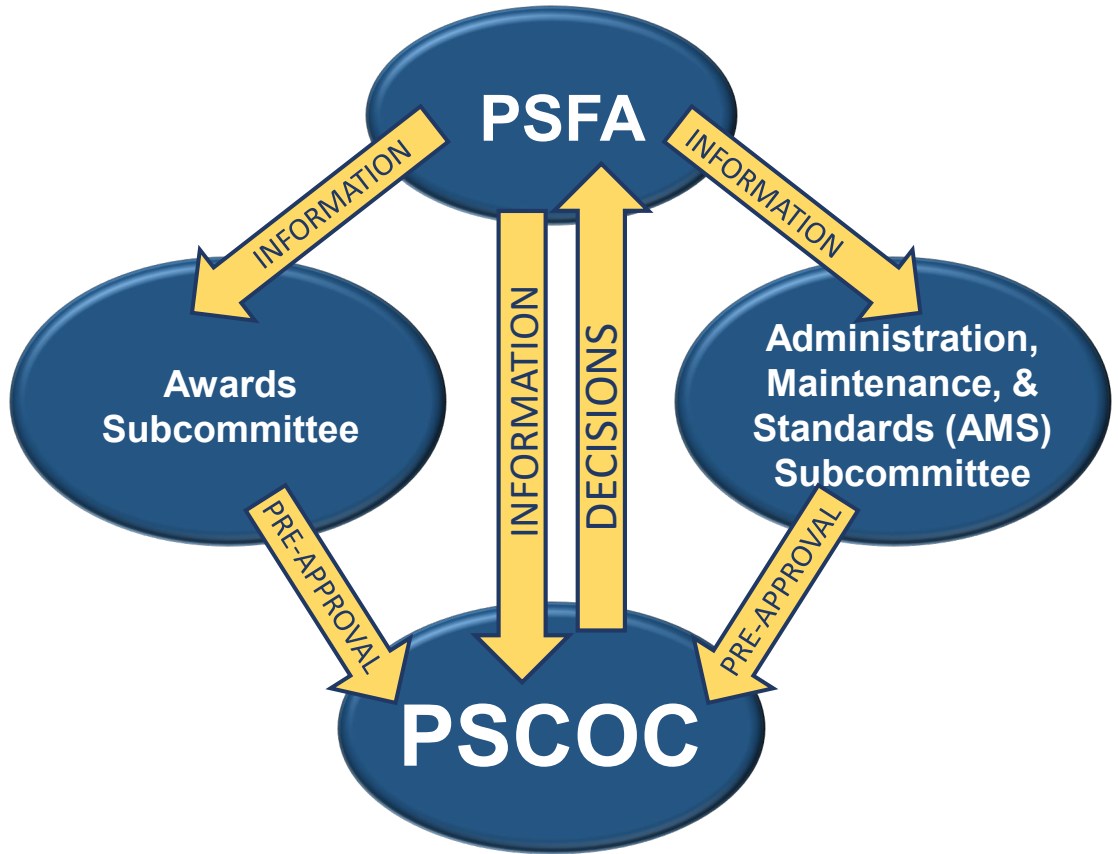 PSFA
INFORMATION
INFORMATION
Awards
Subcommittee
INFORMATION
DECISIONS
Administration,
Maintenance, &
Standards (AMS)
Subcommittee
PRE-APPROVAL
PRE-APPROVAL
PSCOC